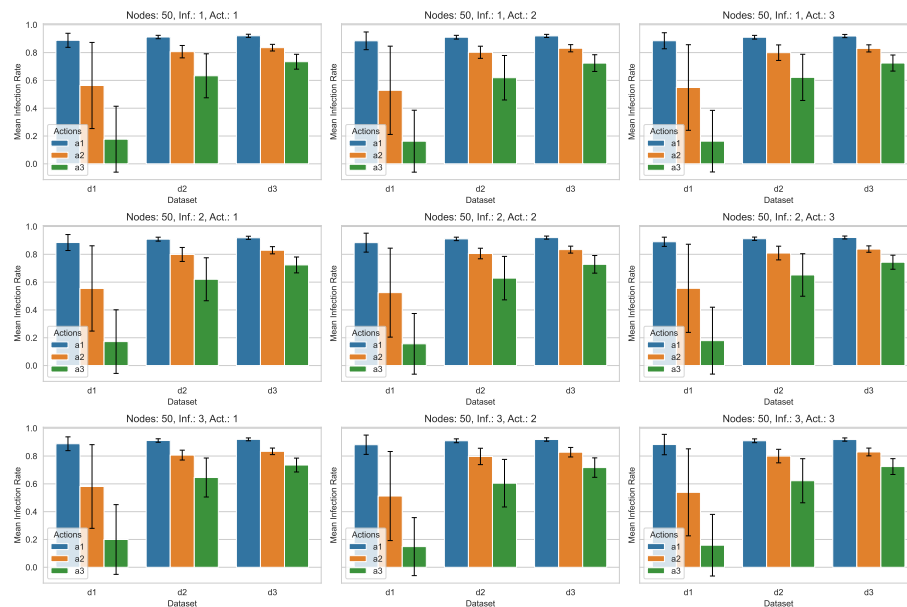 Nodes: 50, Inf.: 1, Act.: 1
Mean Infection Rate
1.0
0.8
0.6
0.4
0.2
0.0
Actions
a1
a2
a3
d1
d2
d3
Dataset
Nodes: 50, Inf.: 1, Act.: 2
Mean Infection Rate
Actions
a1
a2
a3
d1
d2
d3
Dataset
Nodes: 50, Inf.: 1, Act.: 3
Mean Infection Rate
Actions
a1
a2
a3
d1
d2
d3
Dataset
Nodes: 50, Inf.: 2, Act.: 1
Mean Infection Rate
1.0
0.8
0.6
0.4
0.2
0.0
Actions
a1
a2
a3
d1
d2
d3
Dataset
Nodes: 50, Inf.: 2, Act.: 2
Mean Infection Rate
Actions
a1
a2
a3
d1
d2
d3
Dataset
Nodes: 50, Inf.: 2, Act.: 3
Mean Infection Rate
Actions
a1
a2
a3
d1
d2
d3
Dataset
Nodes: 50, Inf.: 3, Act.: 1
Mean Infection Rate
1.0
0.8
0.6
0.4
0.2
0.0
Actions
a1
a2
a3
d1
d2
d3
Dataset
Nodes: 50, Inf.: 3, Act.: 2
Mean Infection Rate
Actions
a1
a2
a3
d1
d2
d3
Dataset
Nodes: 50, Inf.: 3, Act.: 3
Mean Infection Rate
Actions
a1
a2
a3
d1
d2
d3
Dataset